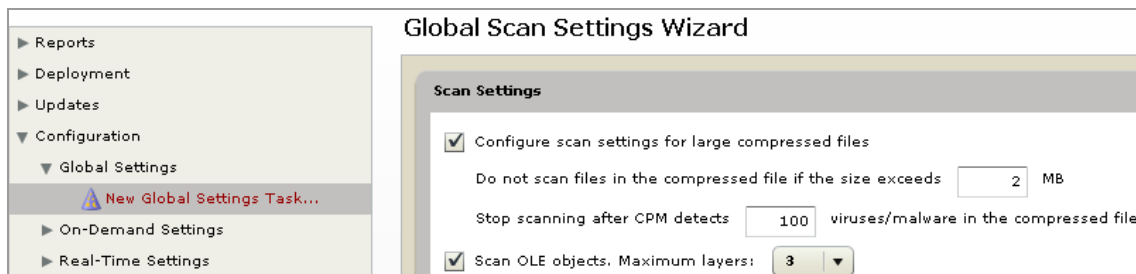 Reports
Deployment
Updates
Configuration
Global Settings
New Global Settings Task...
On-Demand Settings
Real-Time Settings
Global Scan Settings Wizard
Scan Settings
Configure scan settings for large compressed files
Do not scan files in the compressed file if the size exceeds 2 MB
Stop scanning after CPM detects 100 viruses/malware in the compressed file
Scan OLE objects. Maximum layers: 3